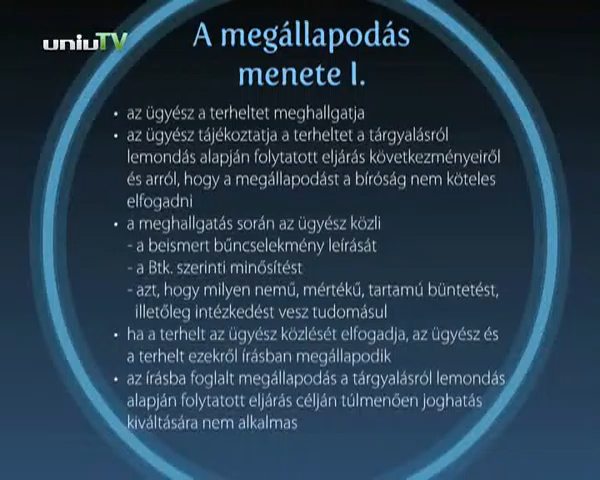 uniuTV
A megállapodás
menete I.
• az ügyész a terheltet meghallgatja
• az ügyész tájékoztatja a terheltet a tárgyalásról
lemondás alapján folytatott eljárás következményeiről
és arról, hogy a megállapodást a bíróság nem köteles
elfogadni
• a meghallgatás során az ügyész közli
- a beismert bűncselekmény leírását
- a Btk. szerinti minősítést
- azt, hogy milyen nemű, mértékű, tartamú büntetést,
illetőleg intézkedést vesz tudomásul
• ha a terhelt az ügyész közlését elfogadja, az ügyész és
a terhelt ezekről írásban megállapodik
• az írásba foglalt megállapodás a tárgyalásról lemondás
alapján folytatott eljárás célján túlmenően joghatás
kiváltására nem alkalmas